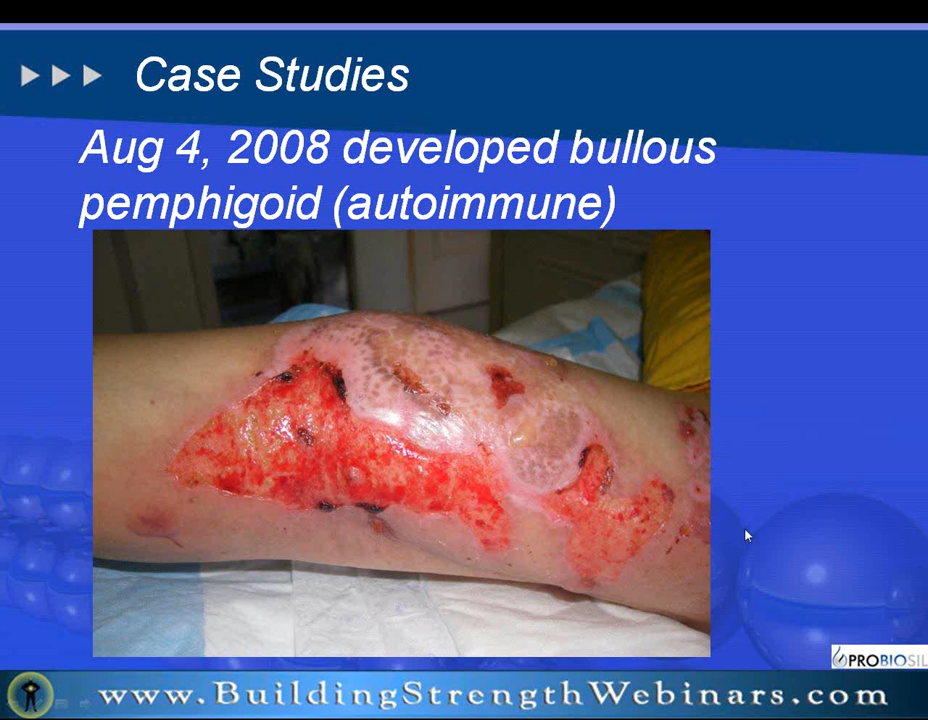 Case Studies
Aug 4, 2008 developed bullous
pemphigoid (autoimmune)
PROBIOSIL
www.BuildingStrengthWebinars.com